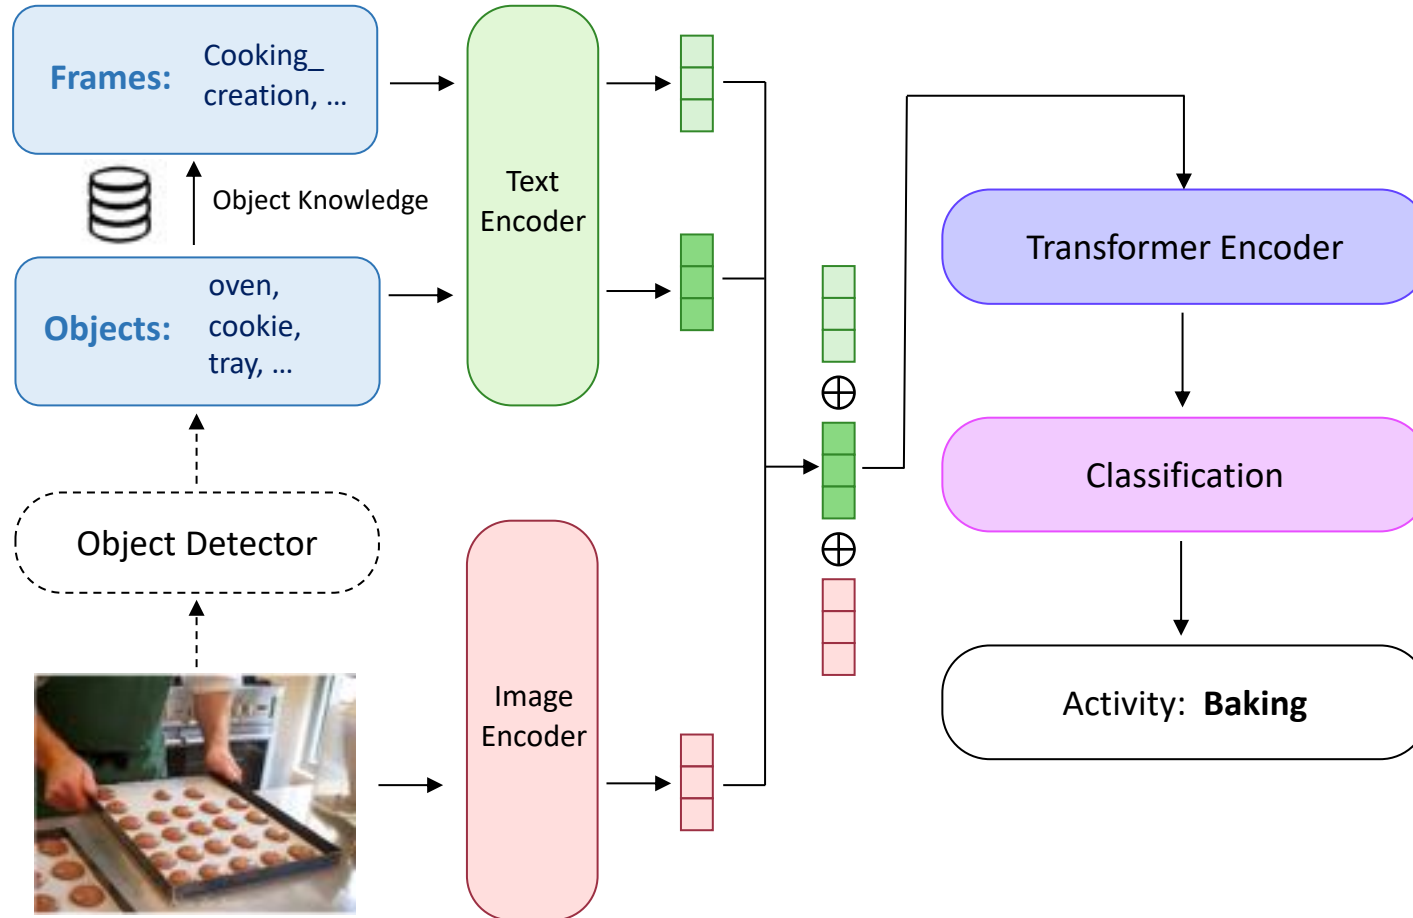 Frames:
Cooking_
creation, ...
Object Knowledge
Objects:
oven,
cookie,
tray, ...
Object Detector
Text
Encoder
Image
Encoder
Transformer Encoder
Classification
Activity: Baking